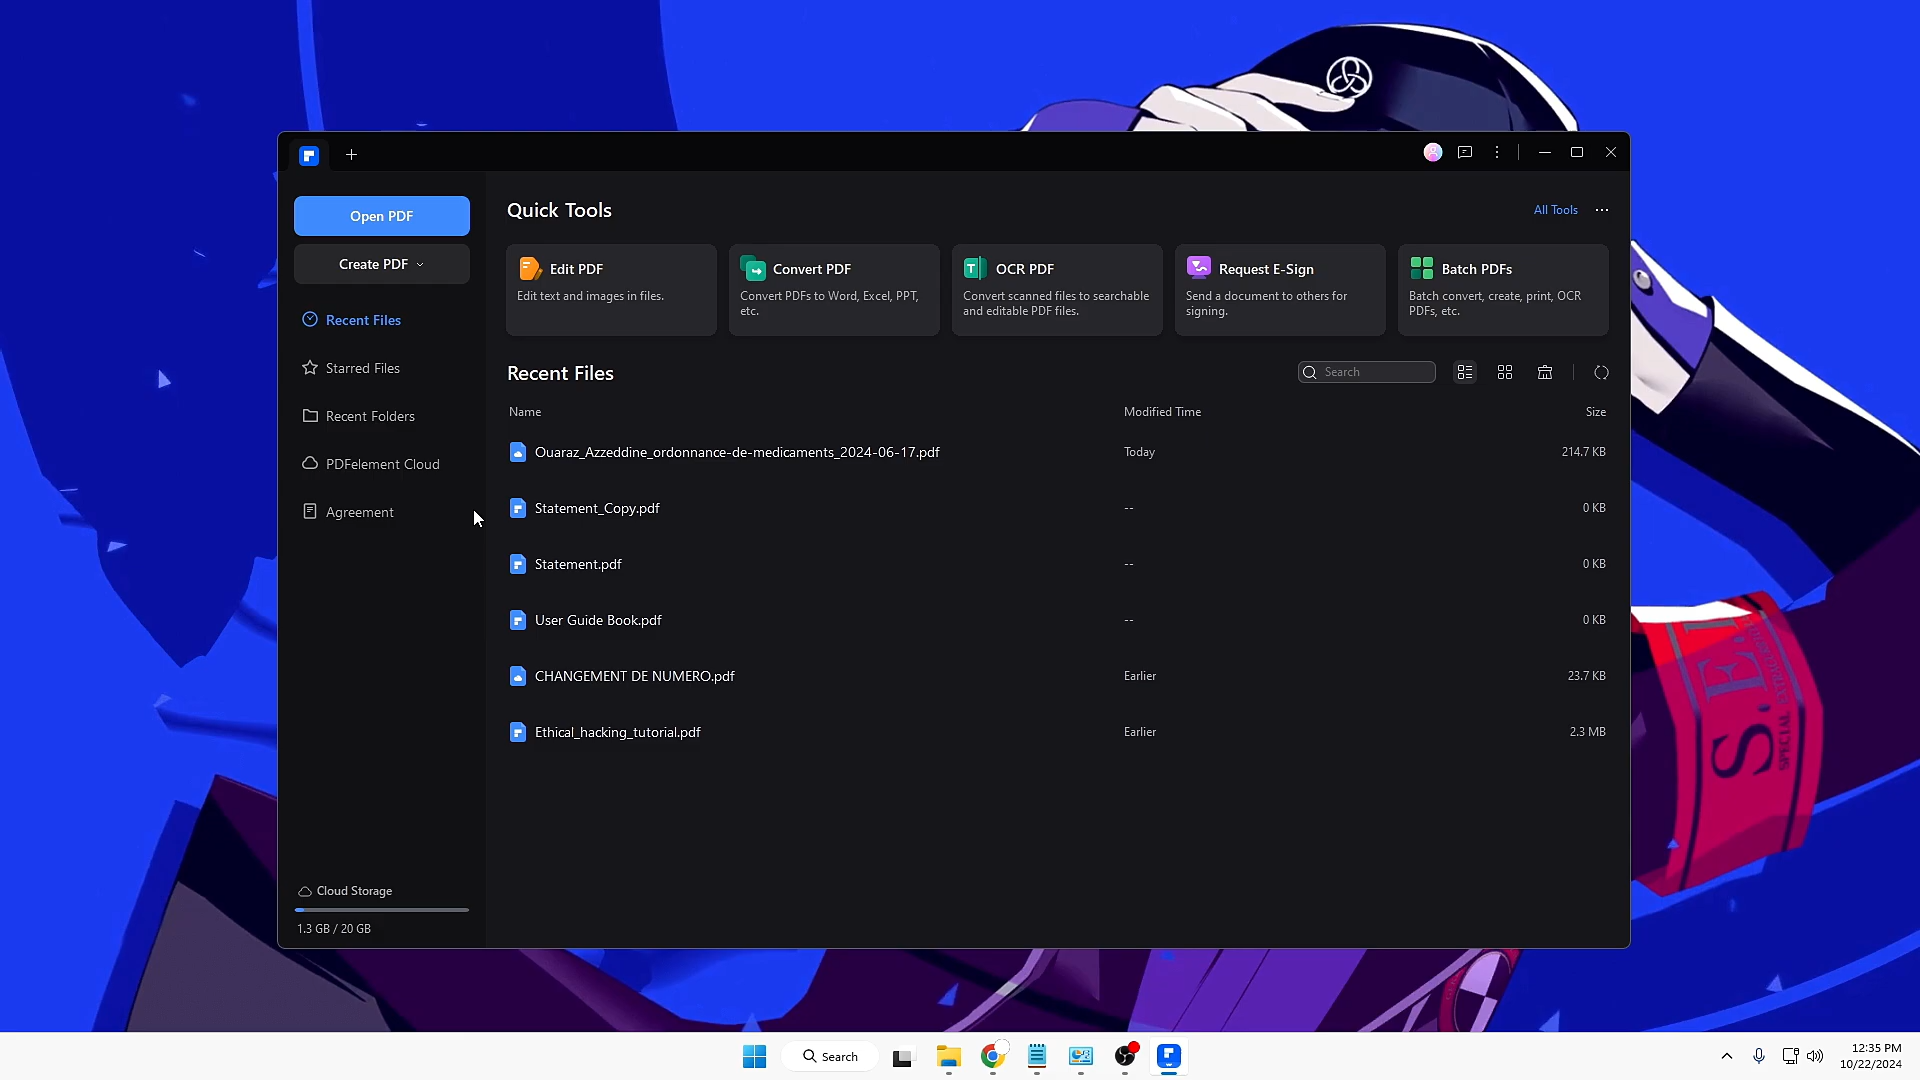 Open PDF
Create PDF
Recent Files
Starred Files
Recent Folders
PDFelement Cloud
Agreement
Cloud Storage
1.3 GB / 20 GB
Quick Tools
All Tools
Edit PDF
Edit text and images in files.
Convert PDF
Convert PDFs to Word, Excel, PPT,
etc.
OCR PDF
Convert scanned files to searchable
and editable PDF files.
Request E-Sign
Send a document to others for
signing.
Batch PDFs
Batch convert, create, print, OCR
PDFs, etc.
Recent Files
Search
Name Modified Time Size
Ouaraz_Azzeddine_ordonnance-de-medicaments_2024-06-17.pdf Today 214.7 KB
Statement_Copy.pdf -- 0 KB
Statement.pdf -- 0 KB
User Guide Book.pdf -- 0 KB
CHANGEMENT DE NUMERO.pdf Earlier 23.7 KB
Ethical_hacking_tutorial.pdf Earlier 2.3 MB
Search
12:35 PM
10/22/2024